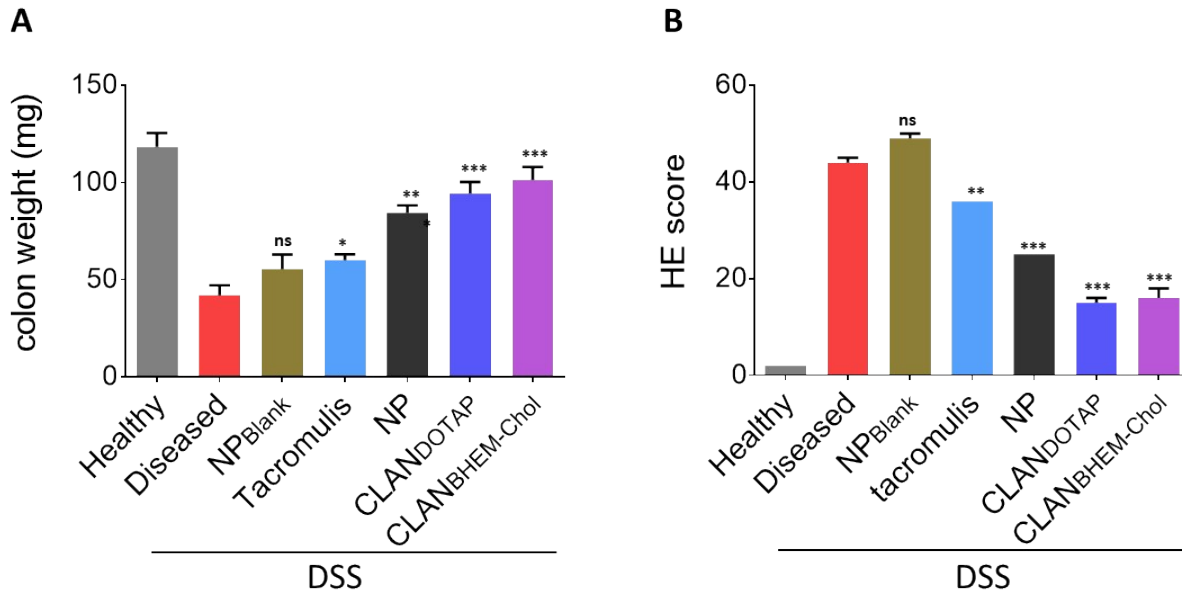 A
colon weight (mg)
150
100
50
0
ns
*
**
*
***
***
Healthy
Diseased
NPBlank
Tacromulis
NP
CLANDOTAP
CLANBHEM-Chol
DSS
B
HE score
60
40
20
0
ns
**
***
***
***
Healthy
Diseased
NPBlank
tacromulis
NP
CLANDOTAP
CLANBHEM-Chol
DSS